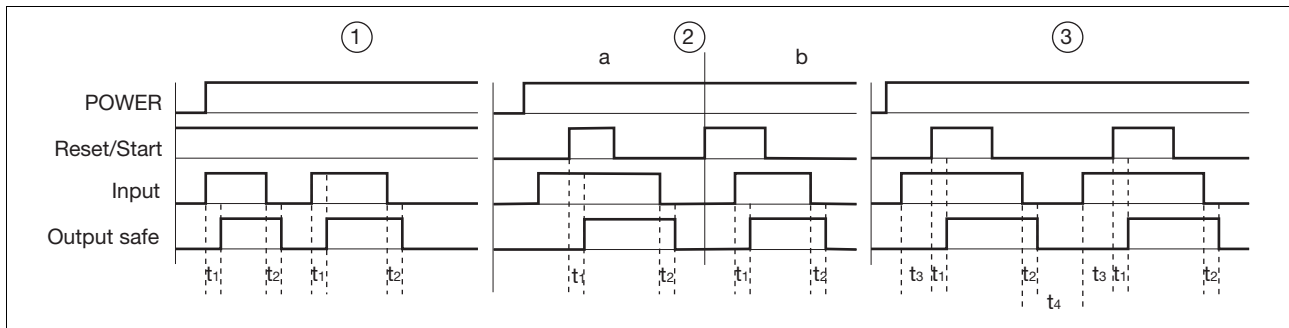 ① ② ③
a b
POWER
Reset/Start
Input
Output safe
t1 t2 t1 t2 t1 t2 t1 t2 t3 t1 t2 t3 t1 t2
t4